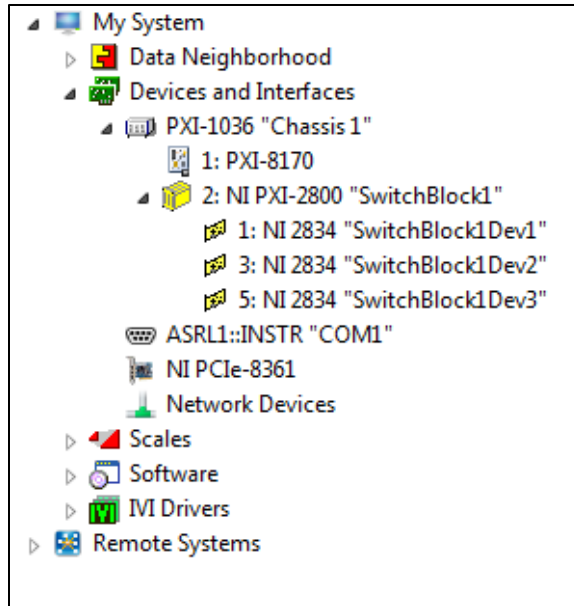 My System
Data Neighborhood
Devices and Interfaces
PXI-1036 "Chassis 1"
1: PXI-8170
2: NI PXI-2800 "SwitchBlock1"
1: NI 2834 "SwitchBlock1Dev1"
3: NI 2834 "SwitchBlock1Dev2"
5: NI 2834 "SwitchBlock1Dev3"
ASRL1::INSTR "COM1"
NI PCIe-8361
Network Devices
Scales
Software
IVI Drivers
Remote Systems